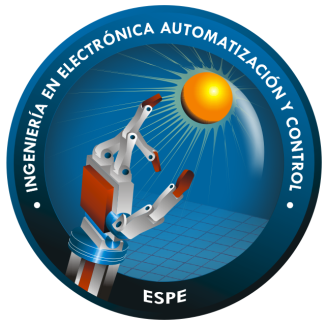 • INGENIERÍA EN ELECTRÓNICA AUTOMATIZACIÓN Y CONTROL •
ESPE